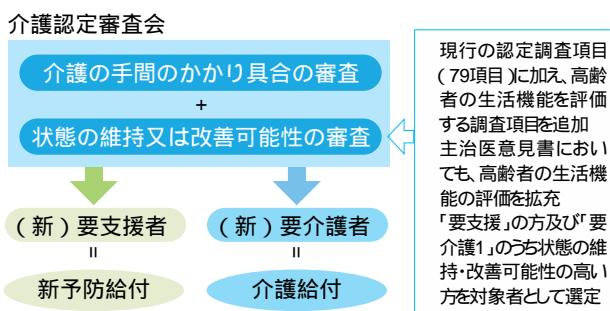 介護認定審査会
介護の手間のかかり具合の審査
+
状態の維持又は改善可能性の審査
（新）要支援者
=
新予防給付
（新）要介護者
=
介護給付
現行の認定調査項目
(79項目)に加え、高齢
者の生活機能を評価
する調査項目を追加
主治医意見書におい
ても、高齢者の生活機
能の評価を拡充
「要支援」の方及び「要
介護1」のうち状態の維
持・改善可能性の高い
方を対象者として選定